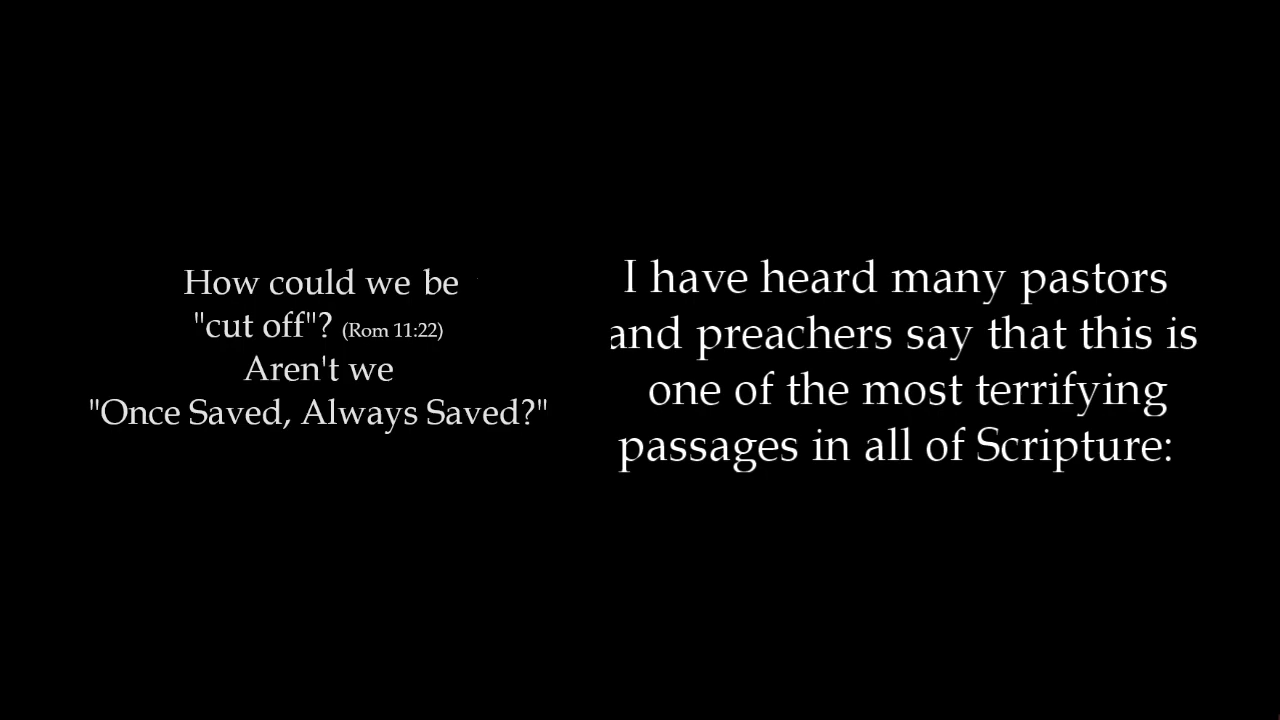 How could we be
"cut off"? (Rom 11:22)
Aren't we
"Once Saved, Always Saved?"
I have heard many pastors
and preachers say that this is
one of the most terrifying
passages in all of Scripture: